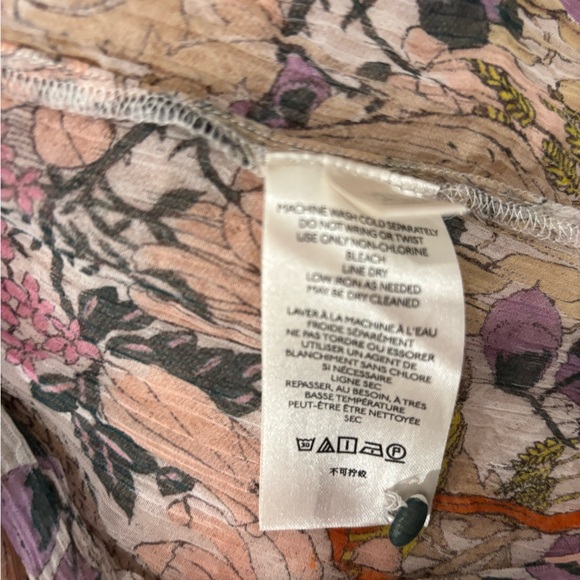 MACHINE WASH COLD SEPARATELY
DO NOT WRING OR TWIST
USE ONLY NON-CHLORINE
BLEACH
LINE DRY
LOW IRON AS NEEDED
MAY BE DRY CLEANED
LAVER À LA MACHINE À L'EAU
FROIDE SÉPARÉMENT
NE PAS TORDRE OU ESSORER
UTILISER UN AGENT DE
BLANCHIMENT SANS CHLORE
SI NÉCESSAIRE
LIGNE SEC
REPASSER, AU BESOIN, À TRÈS
BASSE TEMPÉRATURE
PEUT-ÊTRE ÊTRE NETTOYÉE
SEC
30 P
不可拧绞